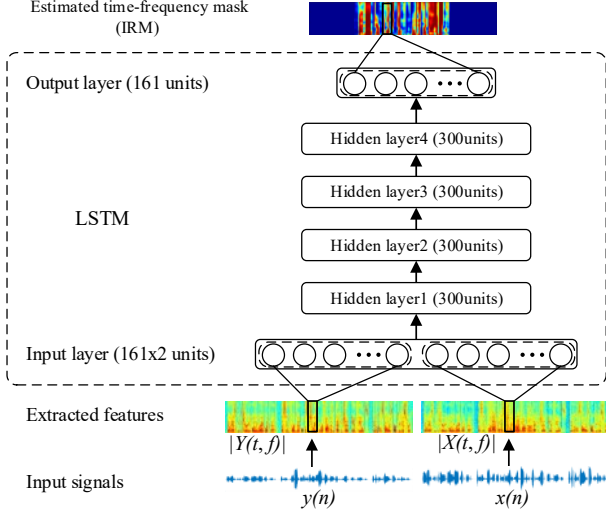 Estimated time-frequency mask
(IRM)
Output layer (161 units)
Hidden layer4 (300units)
Hidden layer3 (300units)
LSTM
Hidden layer2 (300units)
Hidden layer1 (300units)
Input layer (161x2 units)
Extracted features
|Y(t, f)|
|X(t, f)|
Input signals
y(n)
x(n)